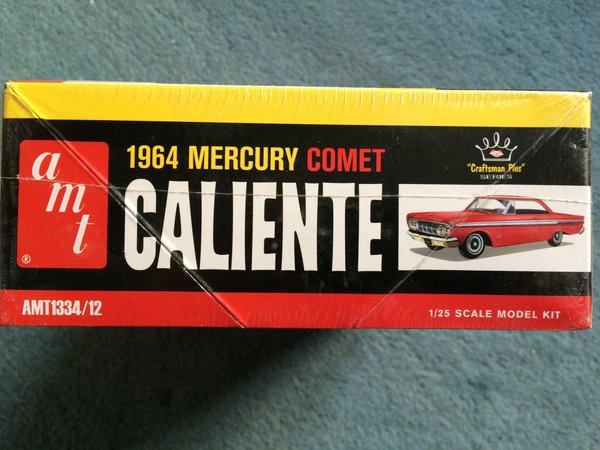 amt
®
1964 MERCURY COMET
CALIENTE
"Craftsman Plus"
SERIES
AMT1334/12
1/25 SCALE MODEL KIT